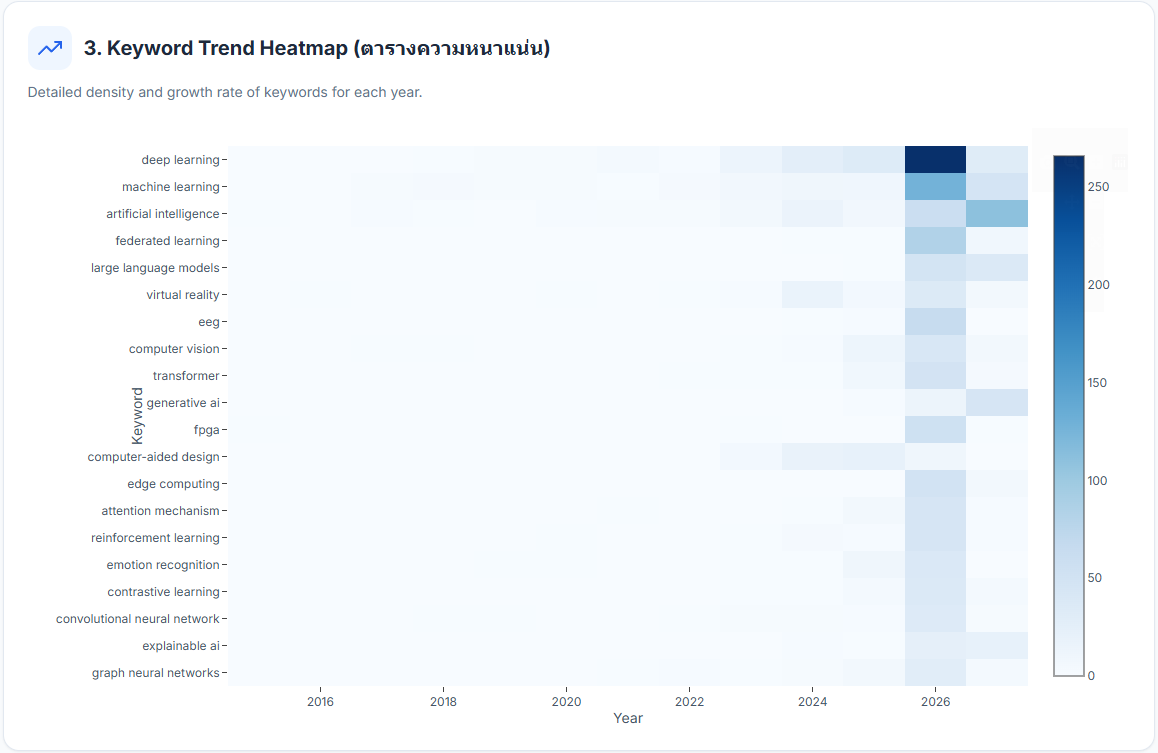 3. Keyword Trend Heatmap (ตารางความหนาแน่น)
Detailed density and growth rate of keywords for each year.
Keyword
deep learning
machine learning
artificial intelligence
federated learning
large language models
virtual reality
eeg
computer vision
transformer
generative ai
fpga
computer-aided design
edge computing
attention mechanism
reinforcement learning
emotion recognition
contrastive learning
convolutional neural network
explainable ai
graph neural networks
2016
2018
2020
2022
2024
2026
Year
250
200
150
100
50
0